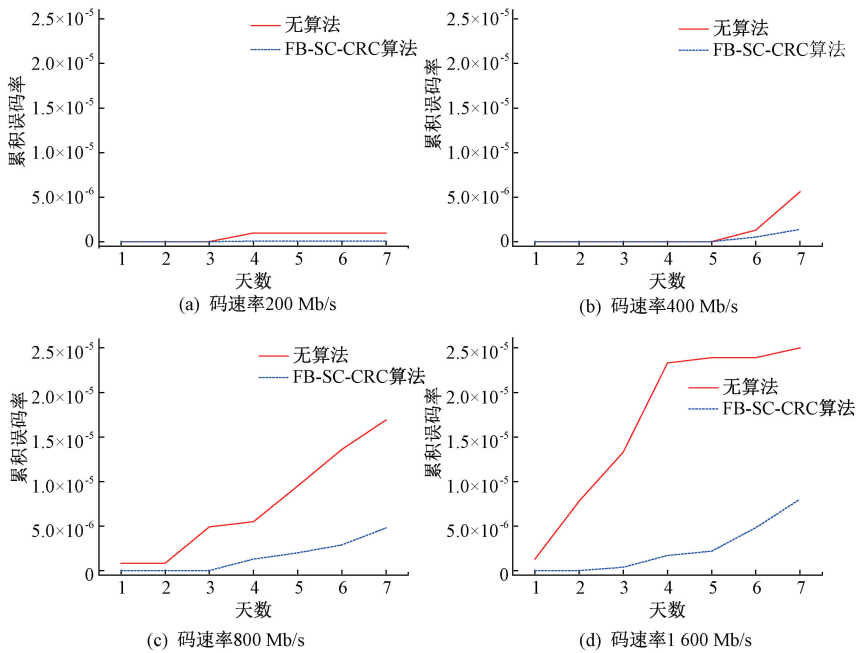 2.5×10⁻⁵
2.0×10⁻⁵
1.5×10⁻⁵
1.0×10⁻⁵
5.0×10⁻⁶
0
累积误码率
无算法
FB-SC-CRC算法
1 2 3 4 5 6 7
天数
(a) 码速率200 Mb/s
2.5×10⁻⁵
2.0×10⁻⁵
1.5×10⁻⁵
1.0×10⁻⁵
5.0×10⁻⁶
0
累积误码率
无算法
FB-SC-CRC算法
1 2 3 4 5 6 7
天数
(b) 码速率400 Mb/s
2.5×10⁻⁵
2.0×10⁻⁵
1.5×10⁻⁵
1.0×10⁻⁵
5.0×10⁻⁶
0
累积误码率
无算法
FB-SC-CRC算法
1 2 3 4 5 6 7
天数
(c) 码速率800 Mb/s
2.5×10⁻⁵
2.0×10⁻⁵
1.5×10⁻⁵
1.0×10⁻⁵
5.0×10⁻⁶
0
累积误码率
无算法
FB-SC-CRC算法
1 2 3 4 5 6 7
天数
(d) 码速率1 600 Mb/s